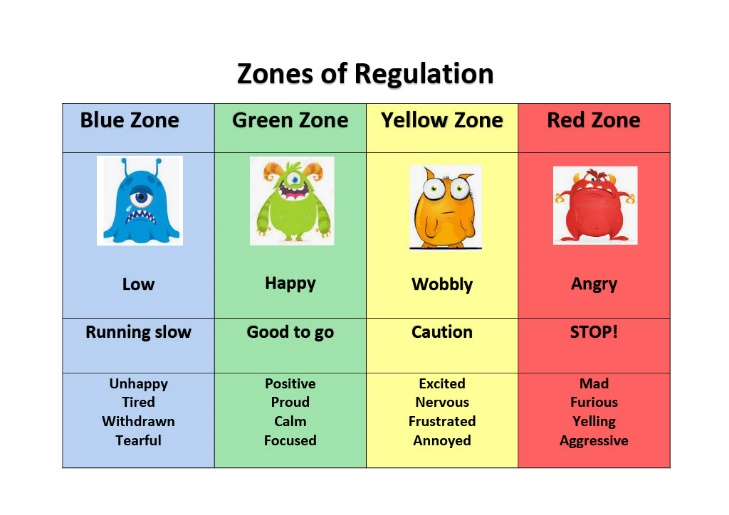 Zones of Regulation
Blue Zone
Green Zone
Yellow Zone
Red Zone
Low
Happy
Wobbly
Angry
Running slow
Good to go
Caution
STOP!
Unhappy
Tired
Withdrawn
Tearful
Positive
Proud
Calm
Focused
Excited
Nervous
Frustrated
Annoyed
Mad
Furious
Yelling
Aggressive